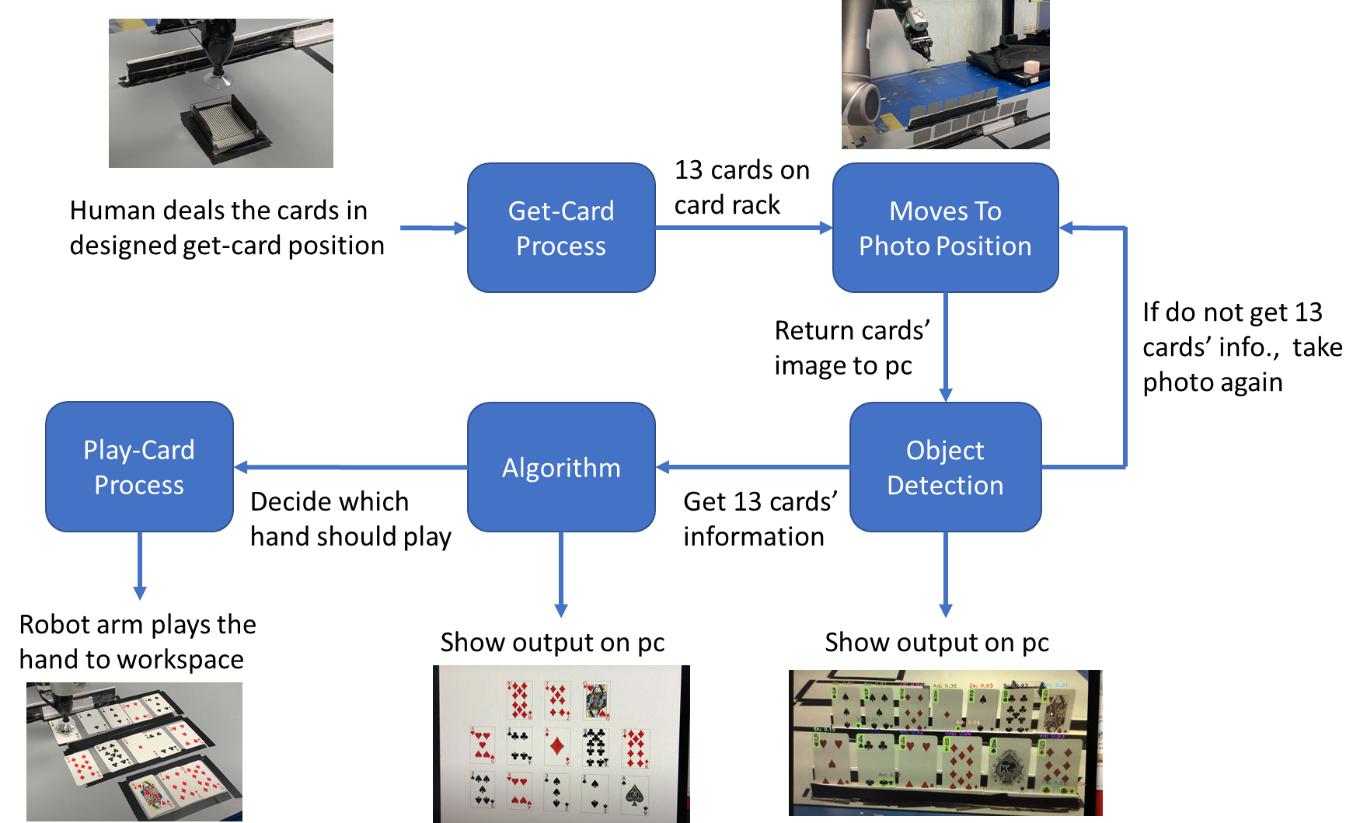 Human deals the cards in
designed get-card position
Get-Card
Process
13 cards on
card rack
Moves To
Photo Position
Return cards’
image to pc
If do not get 13
cards’ info.,  take
photo again
Object
Detection
Get 13 cards’
information
Algorithm
Decide which
hand should play
Play-Card
Process
Robot arm plays the
hand to workspace
Show output on pc
Show output on pc